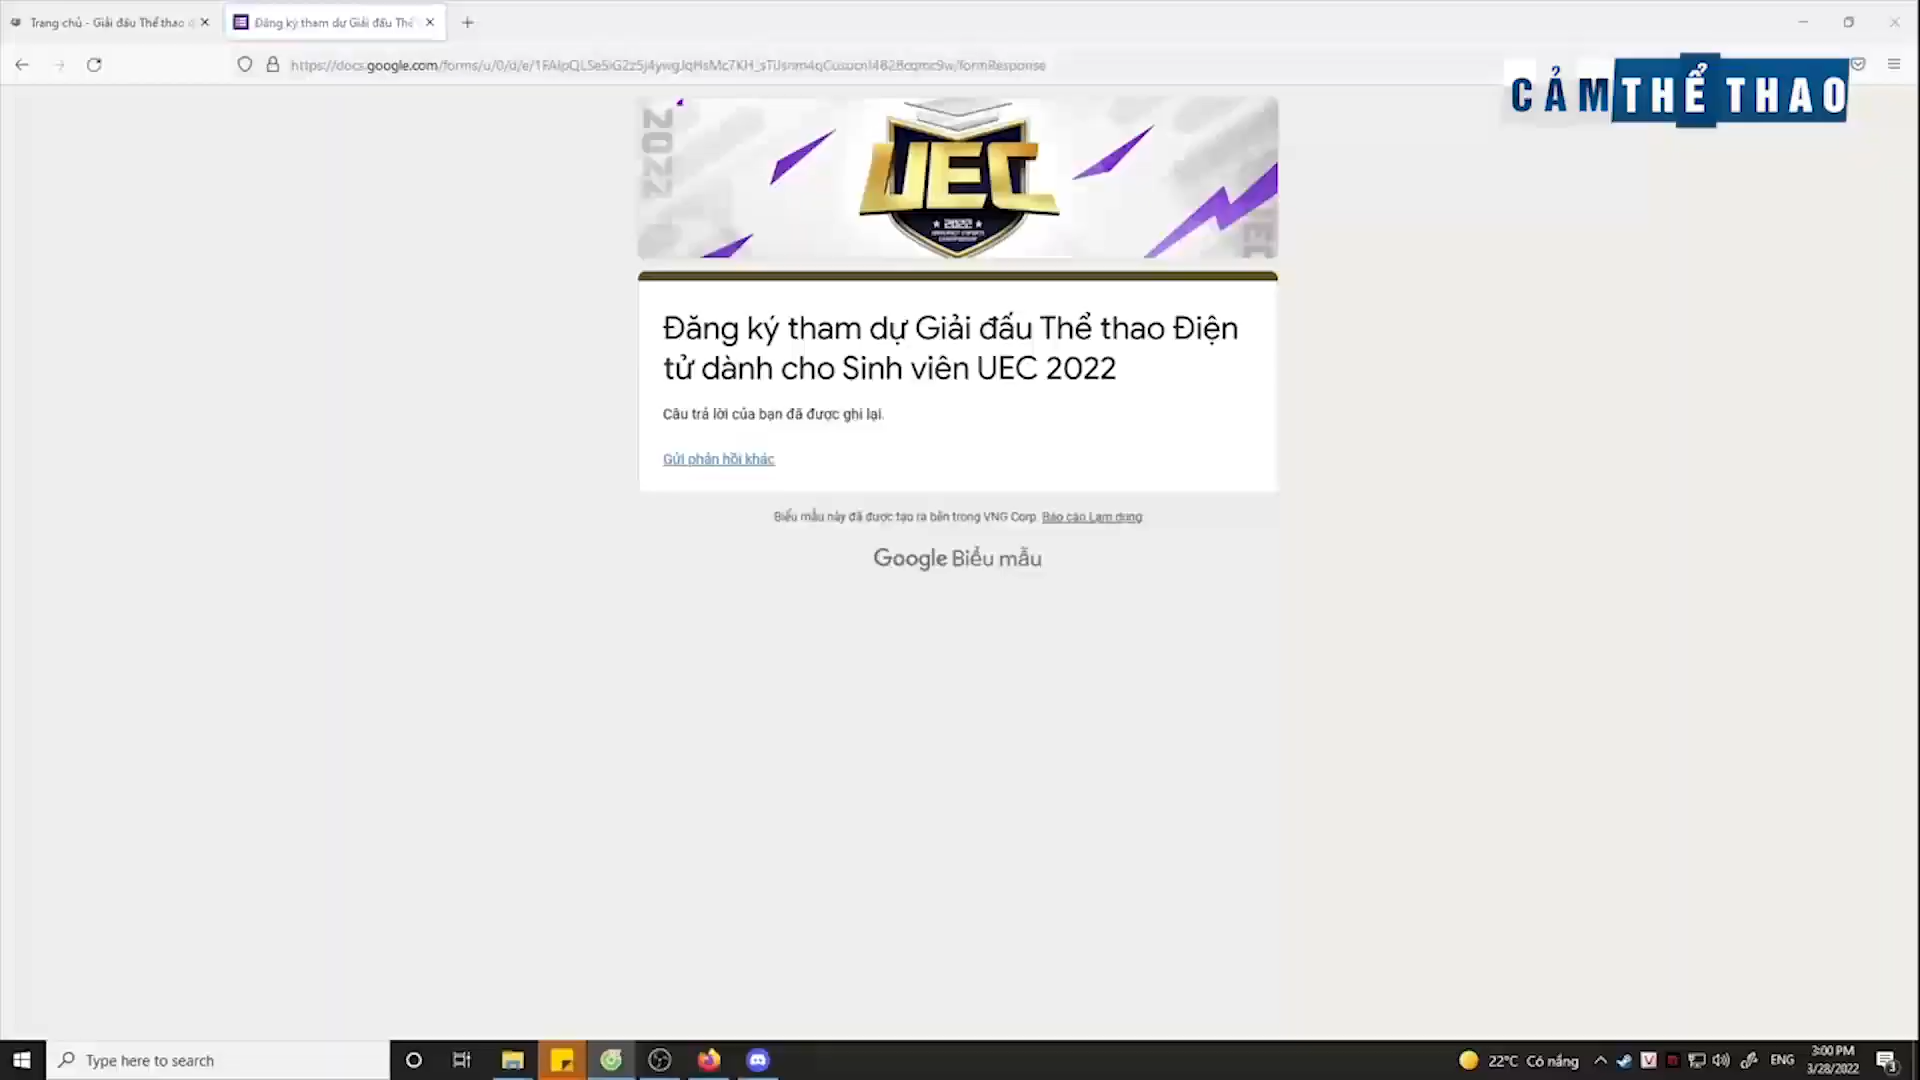 Trang chủ - Giải đấu Thể thao
Đăng ký tham dự Giải đấu Thể
CẢM THỂ THAO
2022
UEC
2022
UEC
Đăng ký tham dự Giải đấu Thể thao Điện
tử dành cho Sinh viên UEC 2022
Câu trả lời của bạn đã được ghi lại.
Gửi phản hồi khác
Biểu mẫu này đã được tạo ra bên trong VNG Corp. Báo cáo Lạm dụng
Google Biểu mẫu
Type here to search
22°C Có nắng
ENG
3:00 PM
3/28/2022
3